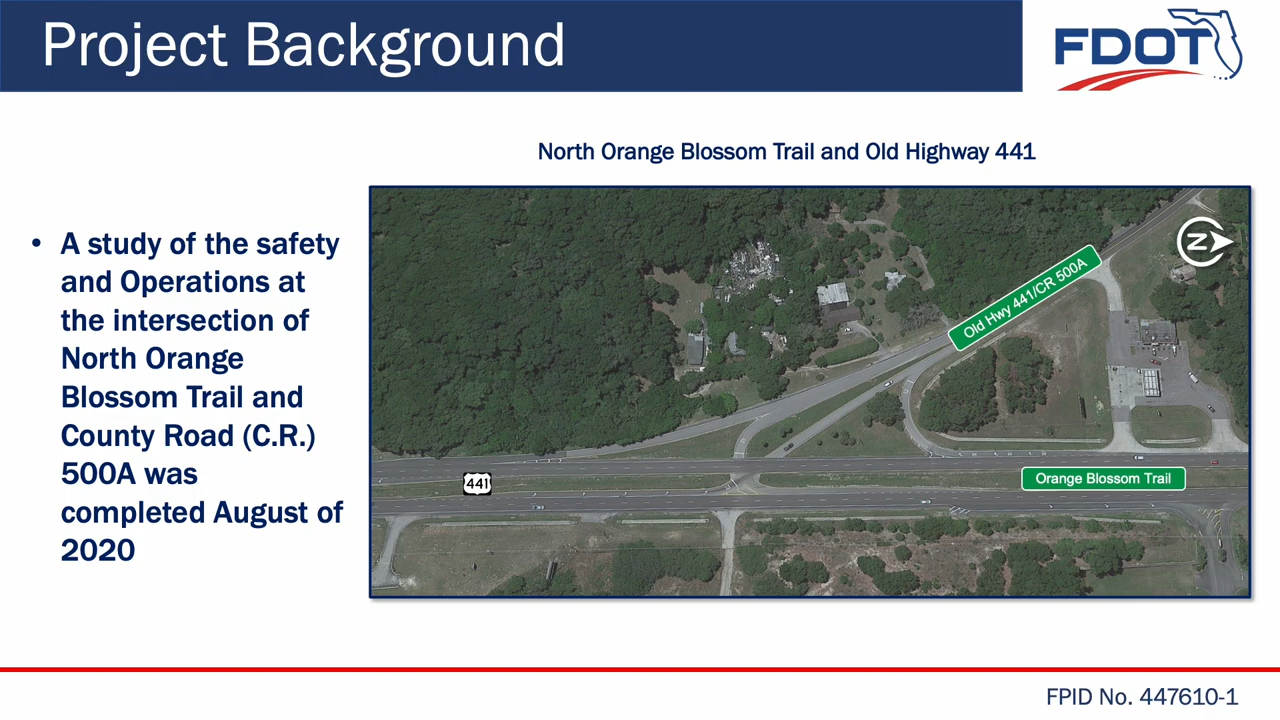 Project Background
FDOT
North Orange Blossom Trail and Old Highway 441
• A study of the safety
and Operations at
the intersection of
North Orange
Blossom Trail and
County Road (C.R.)
500A was
completed August of
2020
N
Old Hwy 441/CR 500A
441
Orange Blossom Trail
FPID No. 447610-1